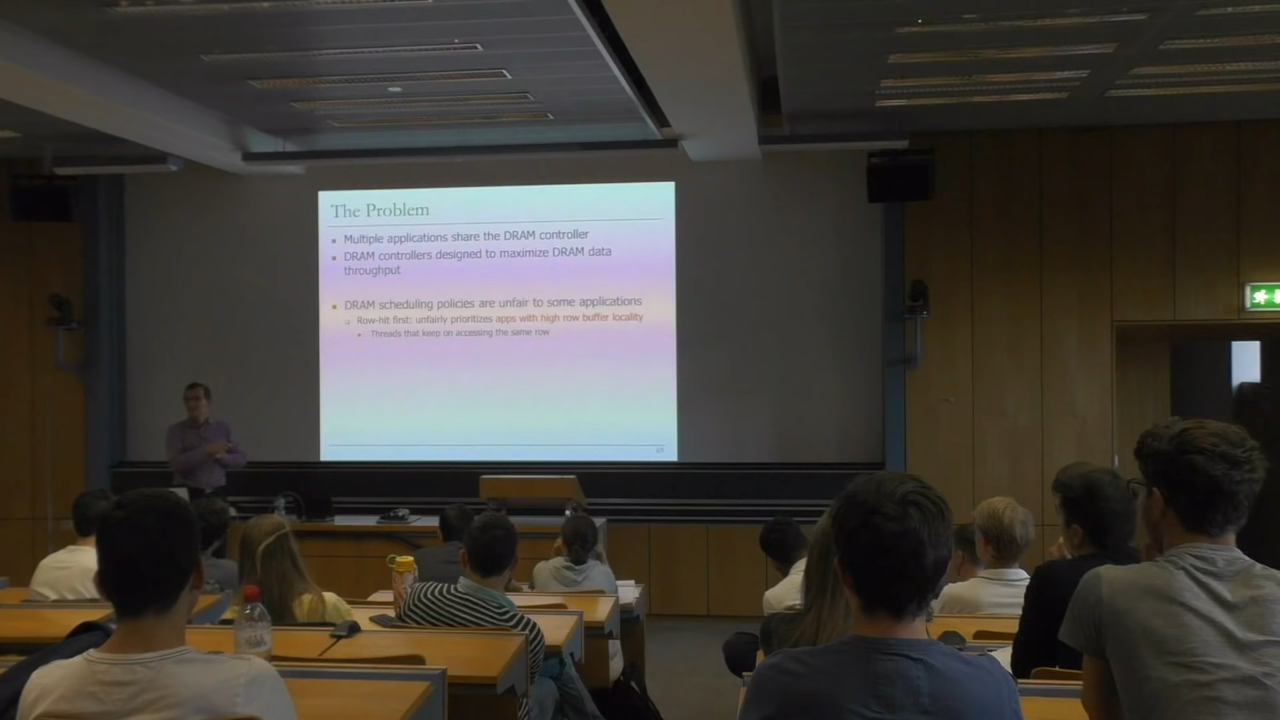 The Problem
Multiple applications share the DRAM controller
DRAM controllers designed to maximize DRAM data
throughput
DRAM scheduling policies are unfair to some applications
Row-hit first: unfairly prioritizes apps with high row buffer locality
Threads that keep on accessing the same row